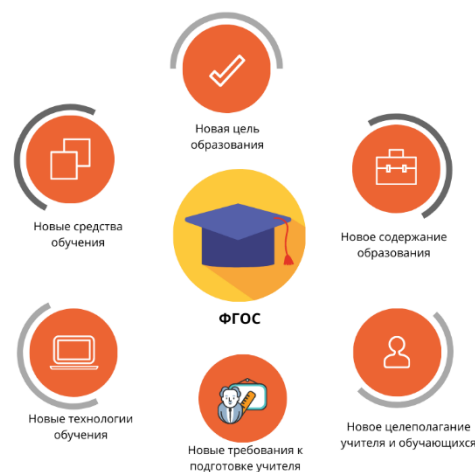 Новая цель
образования
Новые средства
обучения
Новое содержание
образования
ФГОС
Новые технологии
обучения
Новое целеполагание
учителя и обучающихся
Новые требования к
подготовке учителя